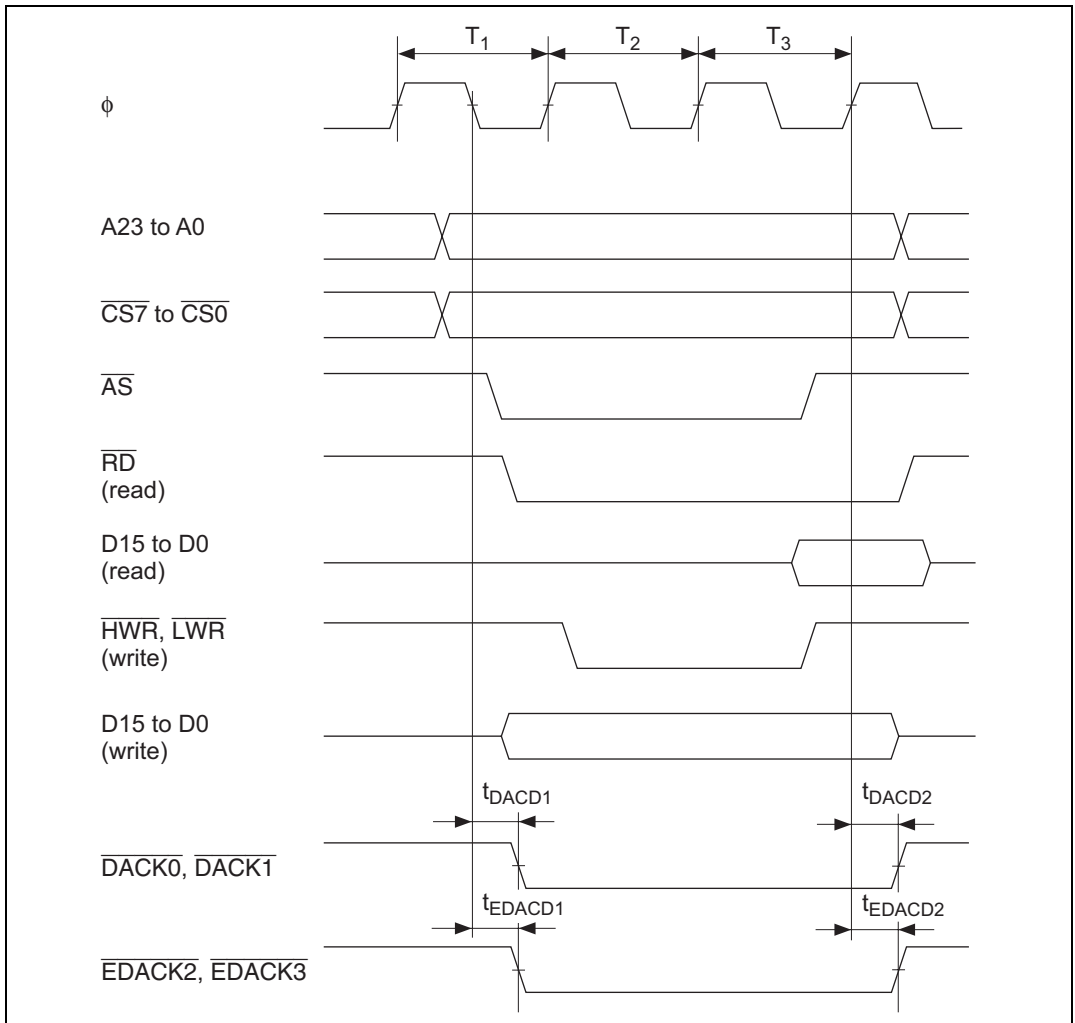 T1 T2 T3
ϕ
A23 to A0
CS7 to CS0
AS
RD
(read)
D15 to D0
(read)
HWR, LWR
(write)
D15 to D0
(write)
tDACD1 tDACD2
DACK0, DACK1
tEDACD1 tEDACD2
EDACK2, EDACK3